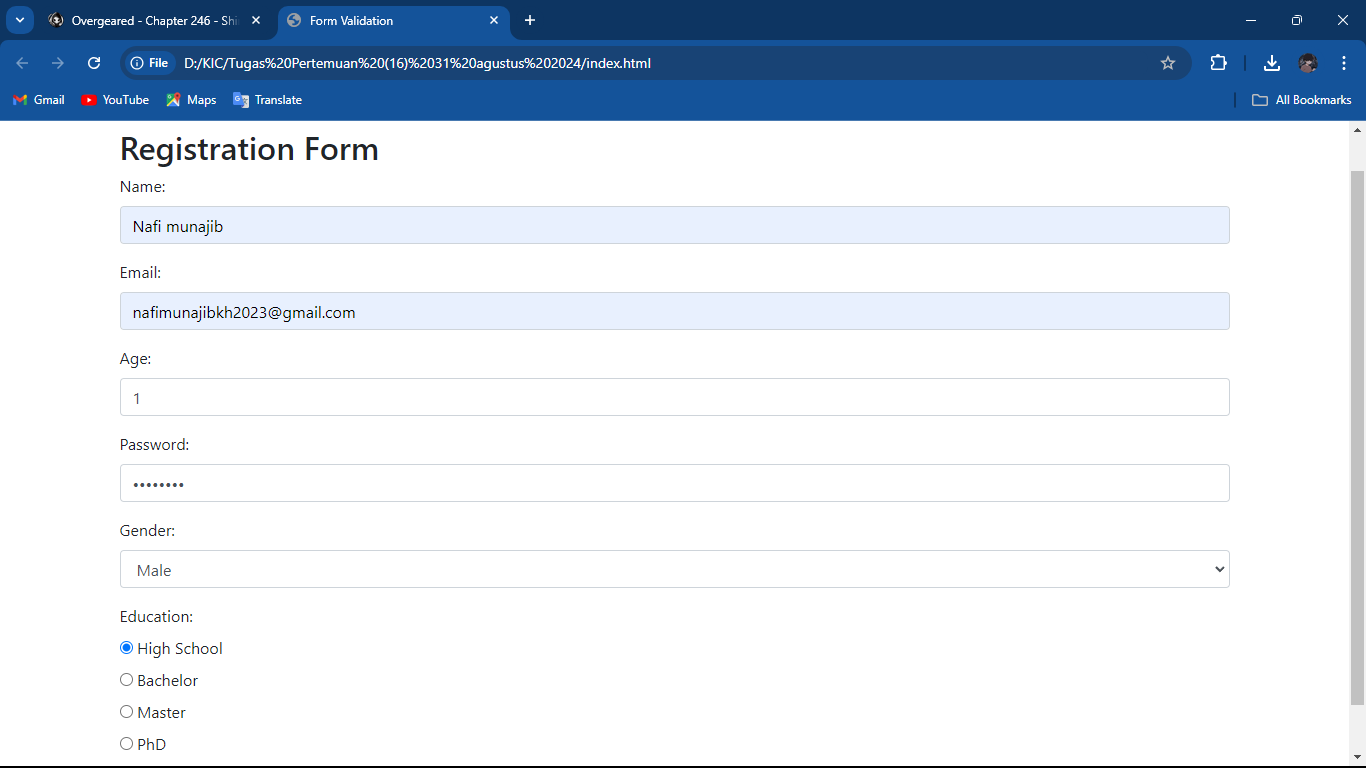 Overgeared - Chapter 246 - Shi
Form Validation
File
D:/KIC/Tugas%20Pertemuan%20(16)%2031%20agustus%202024/index.html
Gmail
YouTube
Maps
Translate
All Bookmarks
Registration Form
Name:
Nafi munajib
Email:
nafimunajibkh2023@gmail.com
Age:
1
Password:
••••••••
Gender:
Male
Education:
High School
Bachelor
Master
PhD